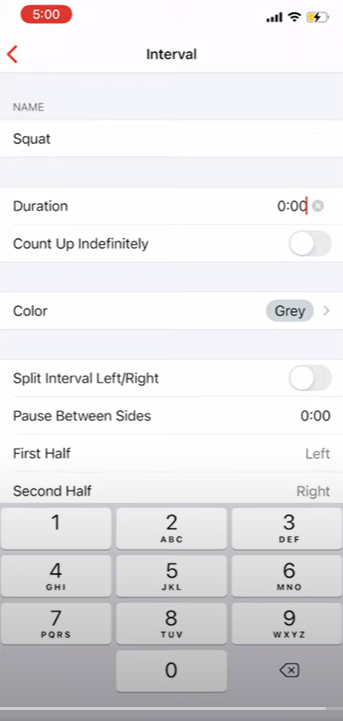 5:00
Interval
NAME
Squat
Duration 0:00
Count Up Indefinitely
Color Grey
Split Interval Left/Right
Pause Between Sides 0:00
First Half Left
Second Half Right
1 2 3
ABC DEF
4 5 6
GHI JKL MNO
7 8 9
PQRS TUV WXYZ
0